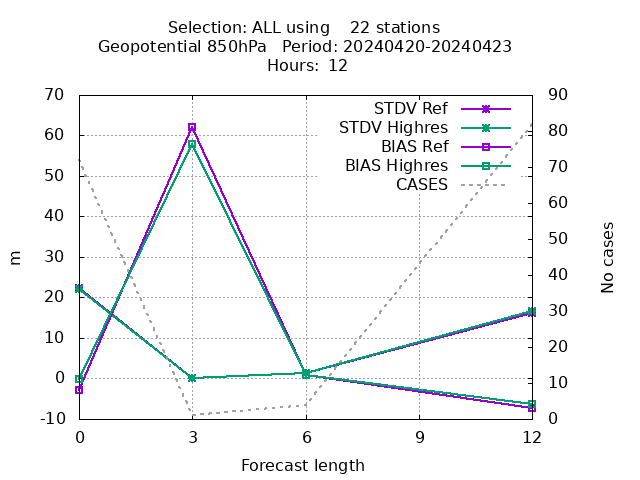 Selection: ALL using    22 stations
Geopotential 850hPa   Period: 20240420-20240423
Hours:  12
STDV Ref
STDV Highres
BIAS Ref
BIAS Highres
CASES
70
60
50
40
30
20
10
0
-10
m
90
80
70
60
50
40
30
20
10
0
No cases
0 3 6 9 12
Forecast length